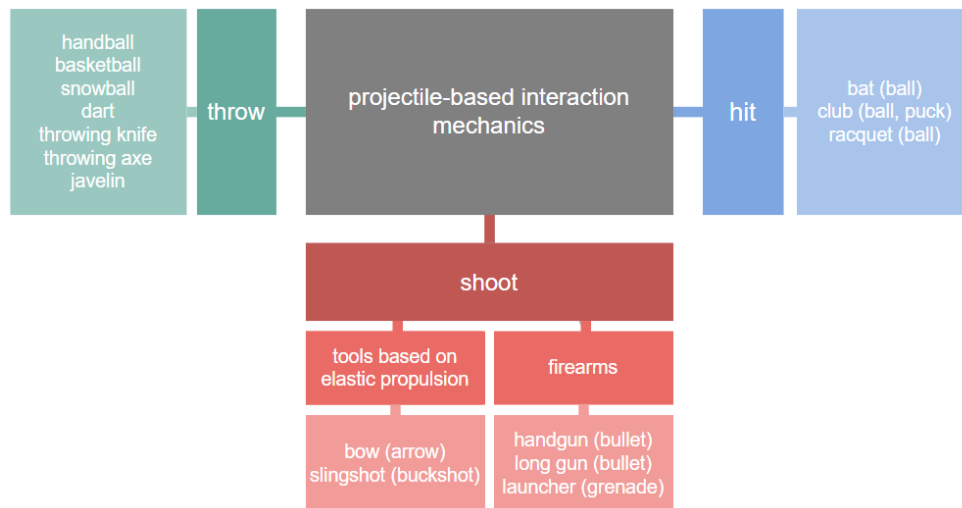 handball
basketball
snowball
dart
throwing knife
throwing axe
javelin
throw
projectile-based interaction
mechanics
hit
bat (ball)
club (ball, puck)
racquet (ball)
shoot
tools based on
elastic propulsion
firearms
bow (arrow)
slingshot (buckshot)
handgun (bullet)
long gun (bullet)
launcher (grenade)